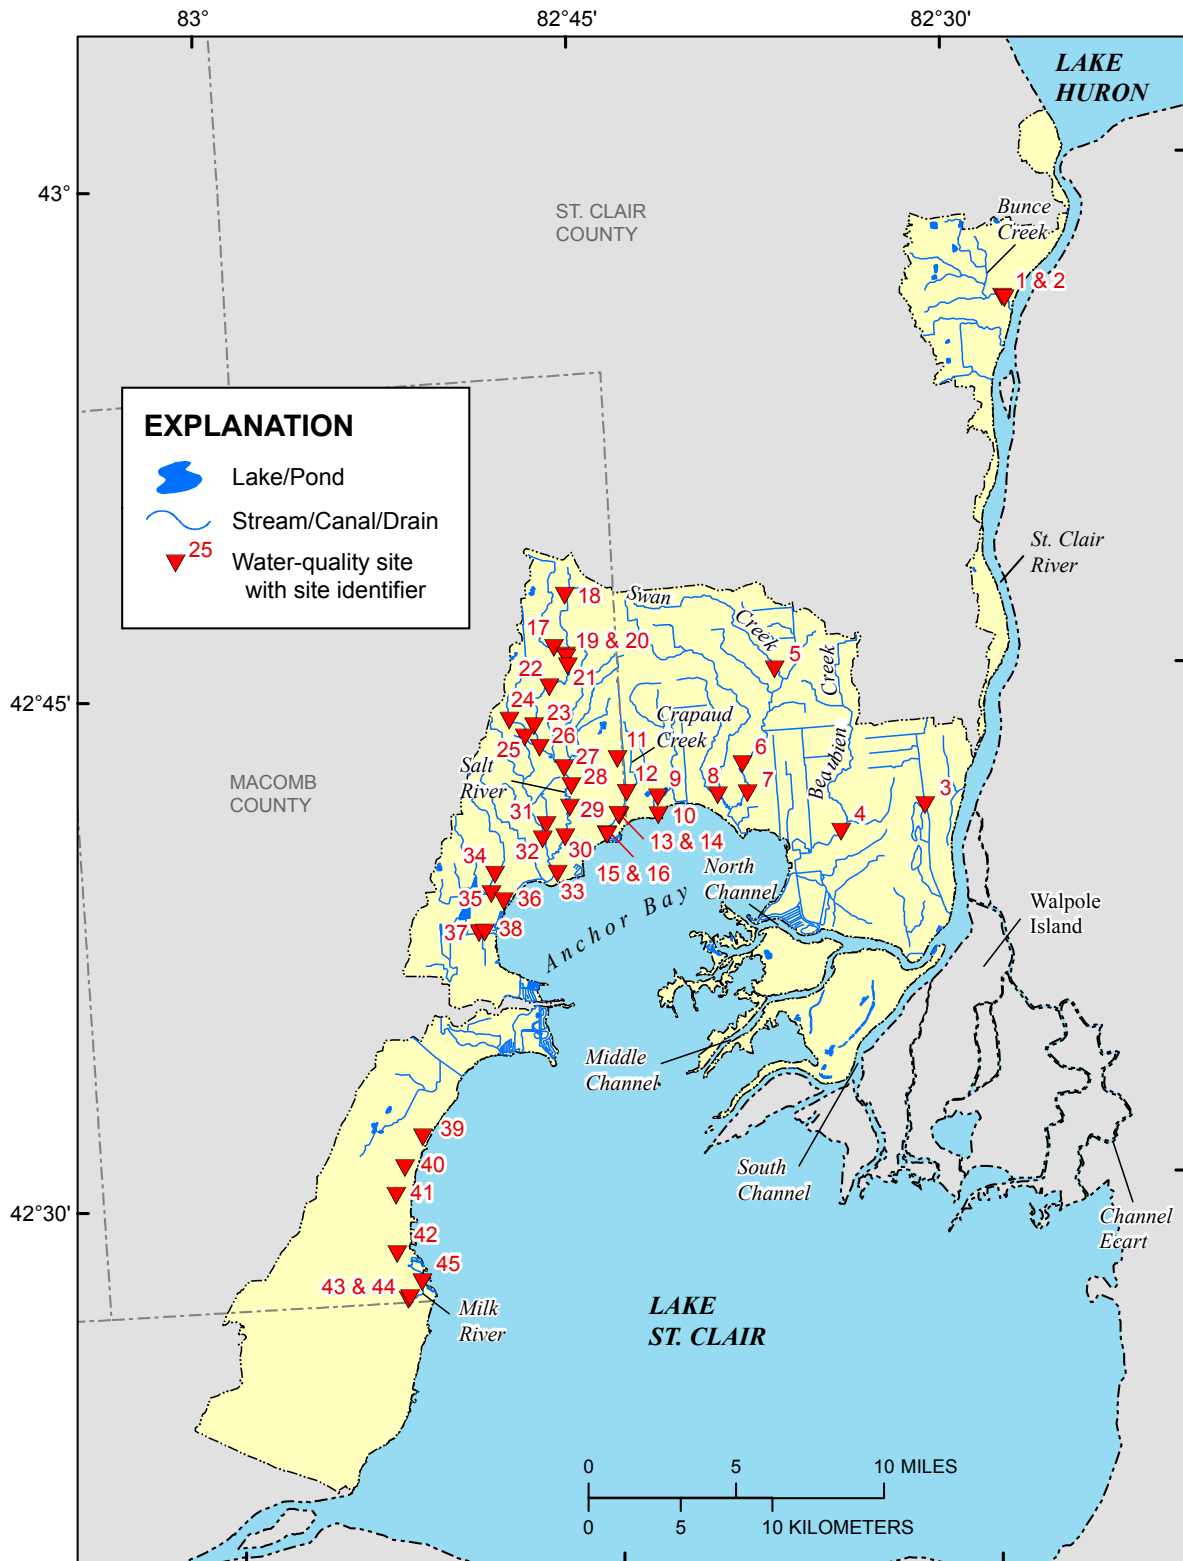 83°
82°45'
82°30'
LAKE
HURON
43°
Bunce
Creek
ST. CLAIR
COUNTY
1 & 2
EXPLANATION
Lake/Pond
Stream/Canal/Drain
25
Water-quality site
with site identifier
St. Clair
River
18
Swan
Creek
17
19 & 20
5
Creek
21
22
42°45'
24
23
Crapaud
Creek
26
25
11
Beaubien
6
27
Salt
River
MACOMB
COUNTY
28
12
9
8
7
3
29
10
4
31
13 & 14
32
30
34
15 & 16
33
North
Channel
35
36
Walpole
Island
37
38
Anchor Bay
Middle
Channel
39
40
South
Channel
41
42°30'
Channel
Ecart
42
45
43 & 44
Milk
River
LAKE
ST. CLAIR
0 5 10 MILES
0 5 10 KILOMETERS